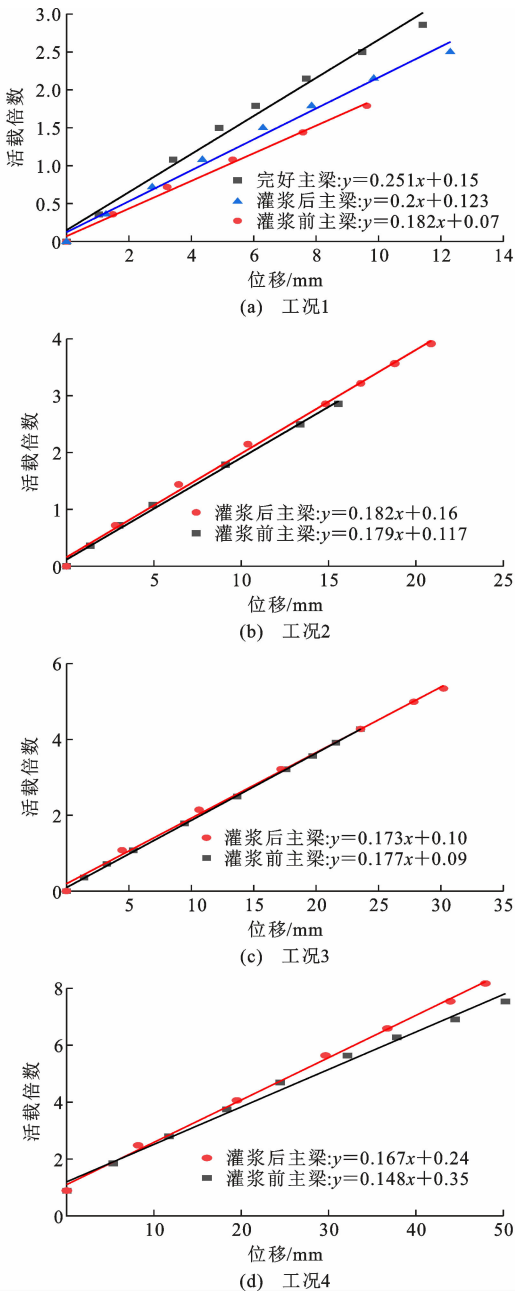 3.0
2.5
2.0
1.5
1.0
0.5
0
活载倍数
完好主梁:y=0.251x+0.15
灌浆后主梁:y=0.2x+0.123
灌浆前主梁:y=0.182x+0.07
2 4 6 8 10 12 14
位移/mm
(a) 工况1
4
3
2
1
0
活载倍数
灌浆后主梁:y=0.182x+0.16
灌浆前主梁:y=0.179x+0.117
5 10 15 20 25
位移/mm
(b) 工况2
6
4
2
0
活载倍数
灌浆后主梁:y=0.173x+0.10
灌浆前主梁:y=0.177x+0.09
5 10 15 20 25 30 35
位移/mm
(c) 工况3
8
6
4
2
0
活载倍数
灌浆后主梁:y=0.167x+0.24
灌浆前主梁:y=0.148x+0.35
10 20 30 40 50
位移/mm
(d) 工况4